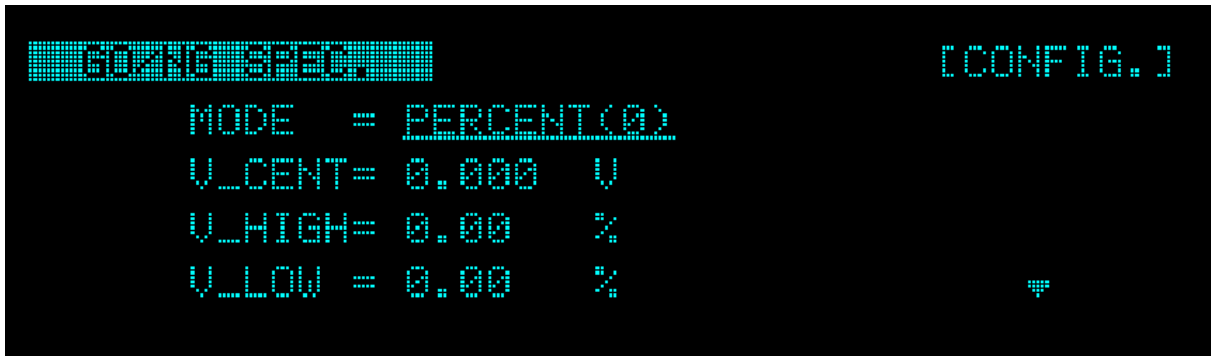 GO/NG SPEC. [CONFIG.]
MODE = PERCENT(0)
V_CENT= 0.000 V
V_HIGH= 0.00 %
V_LOW = 0.00 %